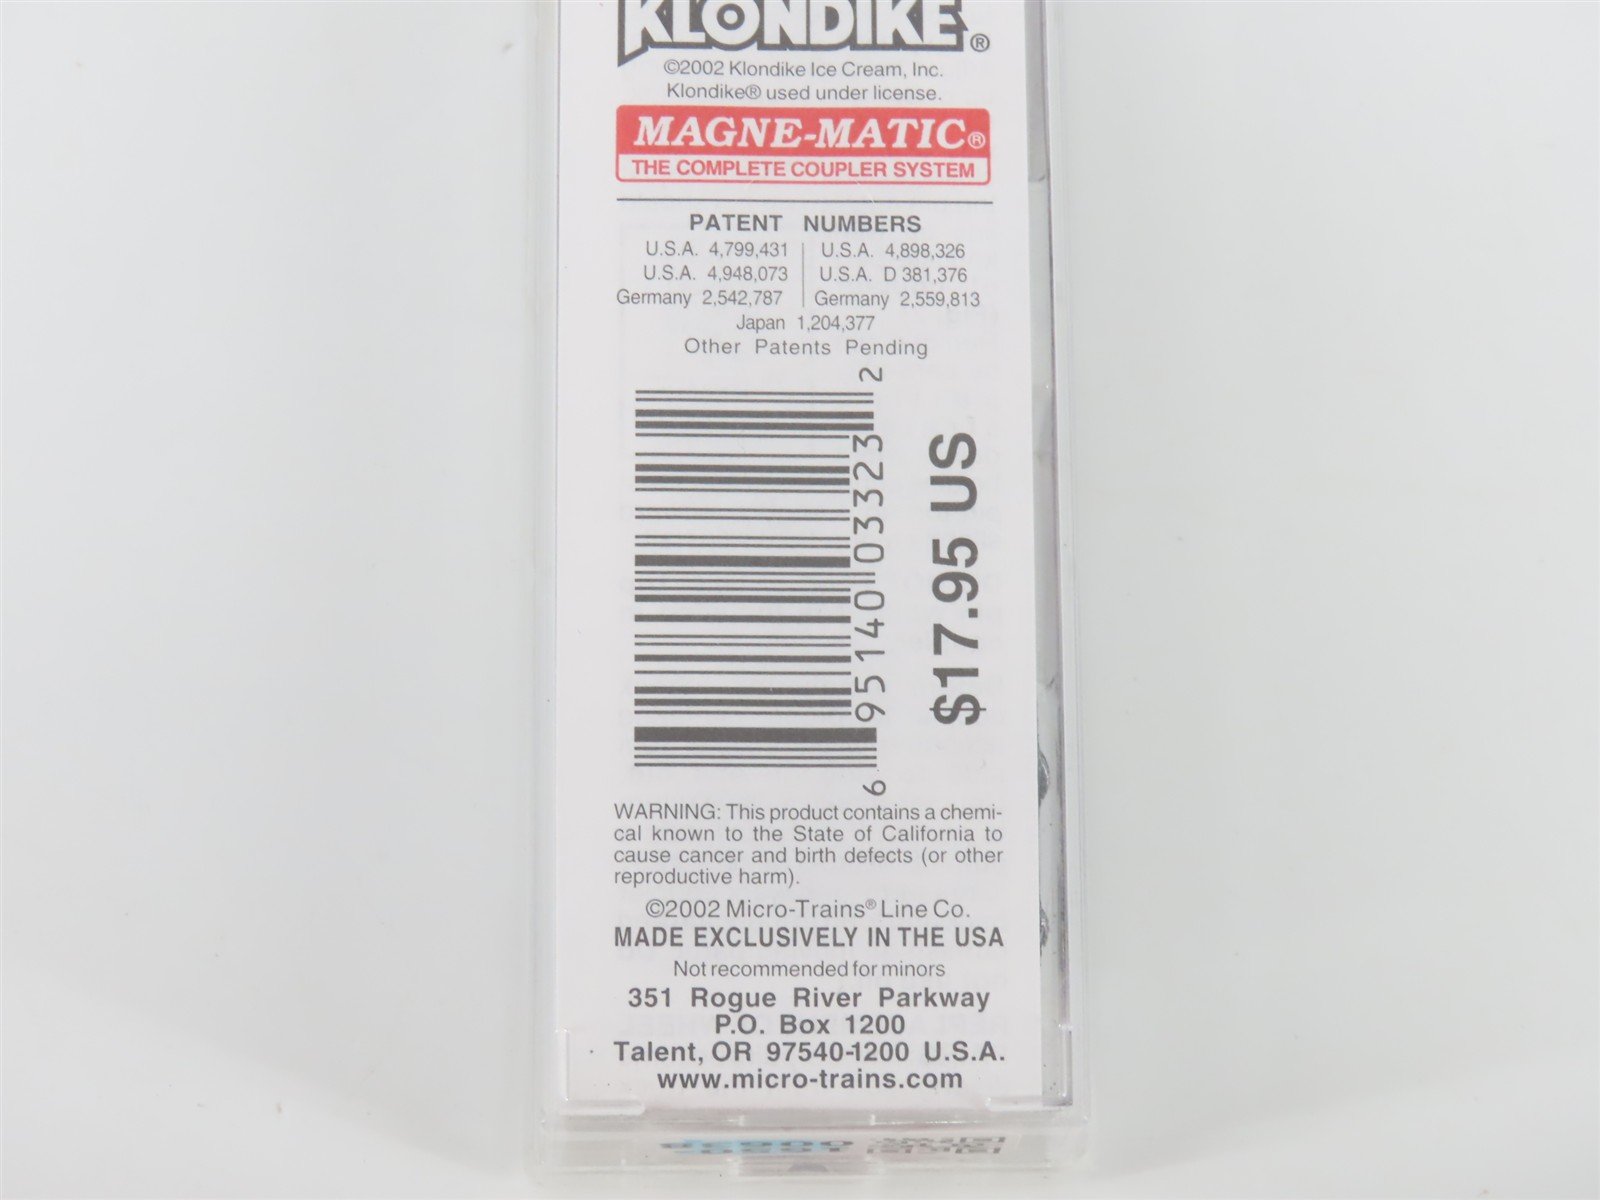 KLONDIKE®
©2002 Klondike Ice Cream, Inc.
Klondike® used under license.
MAGNE-MATIC®
THE COMPLETE COUPLER SYSTEM
PATENT NUMBERS
U.S.A. 4,799,431 U.S.A. 4,898,326
U.S.A. 4,948,073 U.S.A. D 381,376
Germany 2,542,787 Germany 2,559,813
Japan 1,204,377
Other Patents Pending
6 95140 03323 2
$17.95 US
WARNING: This product contains a chemi-
cal known to the State of California to
cause cancer and birth defects (or other
reproductive harm).
©2002 Micro-Trains® Line Co.
MADE EXCLUSIVELY IN THE USA
Not recommended for minors
351 Rogue River Parkway
P.O. Box 1200
Talent, OR 97540-1200 U.S.A.
www.micro-trains.com